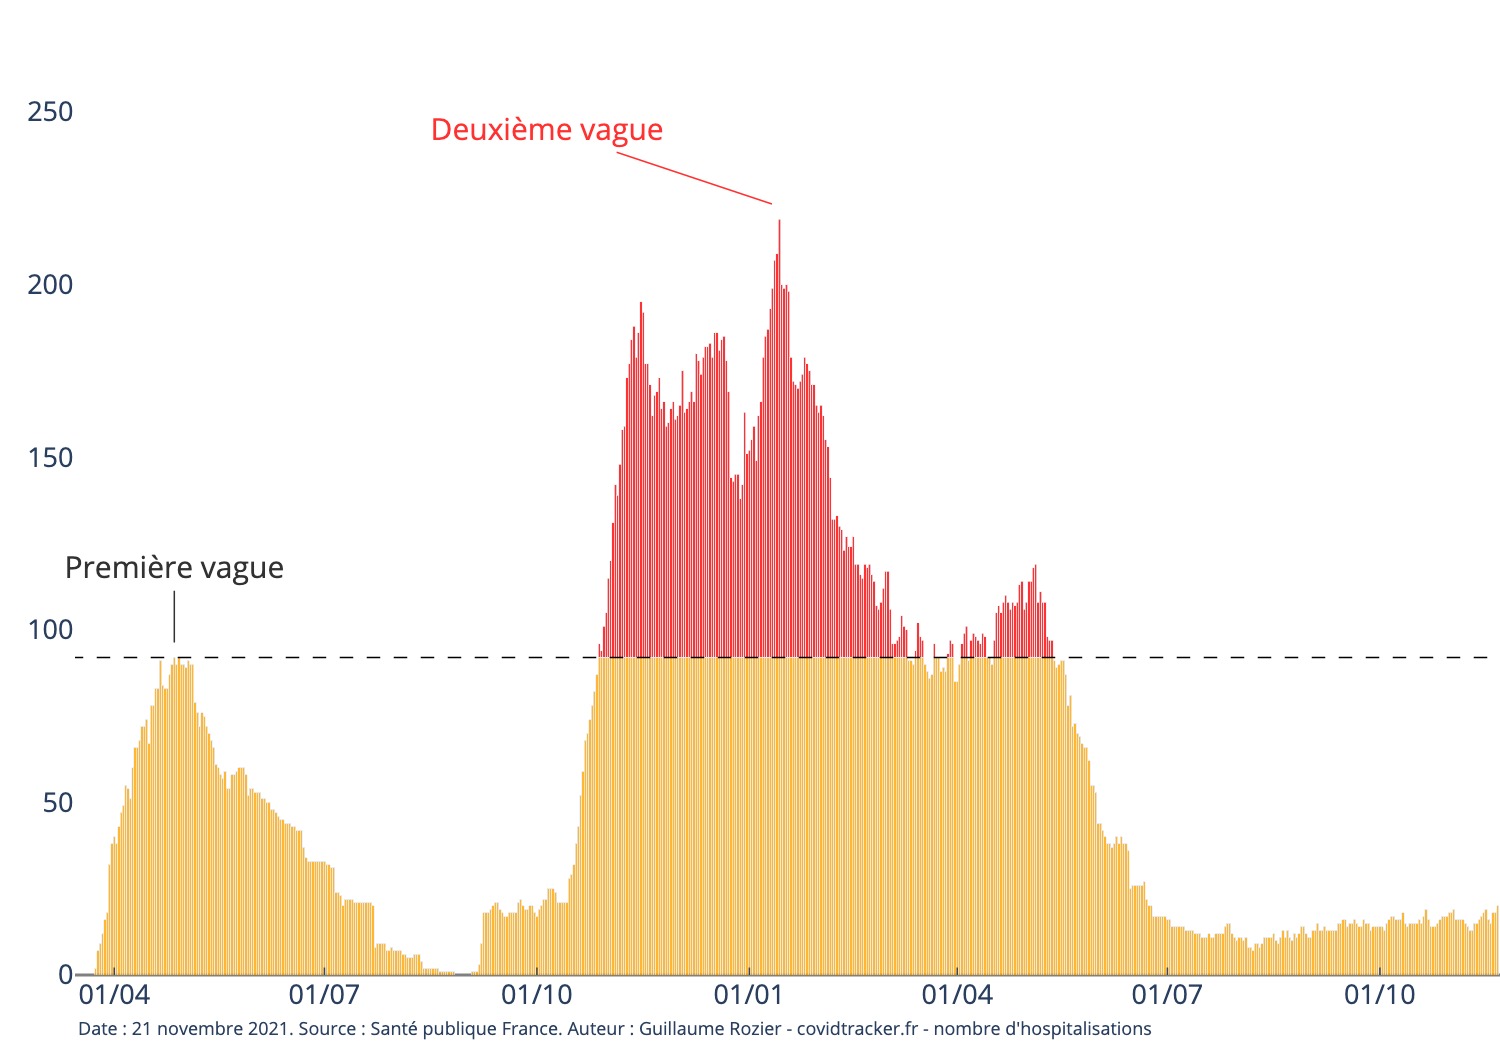 250
Deuxième vague
200
150
Première vague
100
50
0
01/04 01/07 01/10 01/01 01/04 01/07 01/10
Date : 21 novembre 2021. Source : Santé publique France. Auteur : Guillaume Rozier - covidtracker.fr - nombre d'hospitalisations